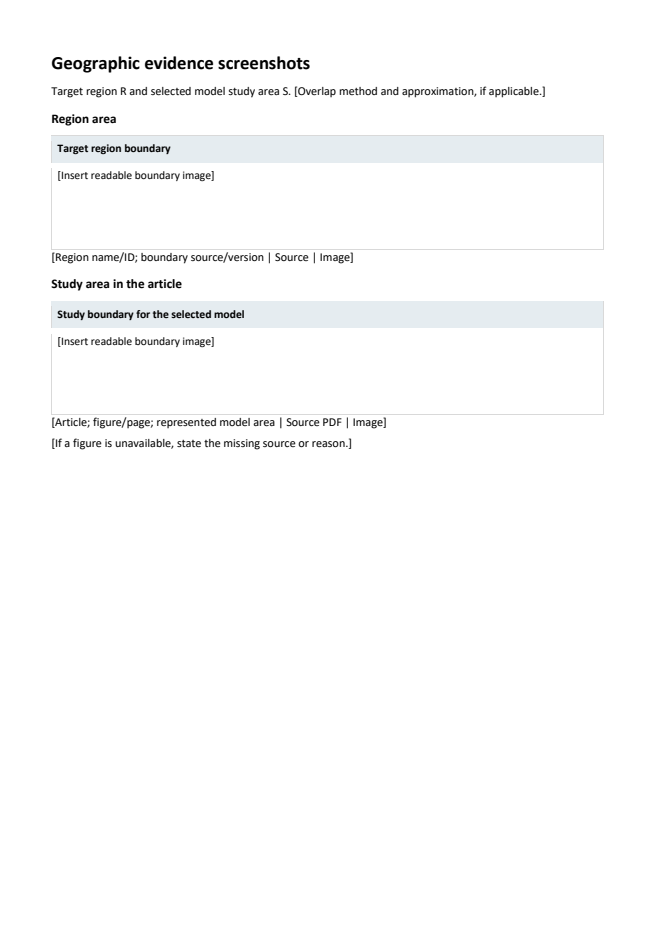 Geographic evidence screenshots
Target region R and selected model study area S. [Overlap method and approximation, if applicable.]
Region area
Target region boundary
[Insert readable boundary image]
[Region name/ID; boundary source/version | Source | Image]
Study area in the article
Study boundary for the selected model
[Insert readable boundary image]
[Article; figure/page; represented model area | Source PDF | Image]
[If a figure is unavailable, state the missing source or reason.]